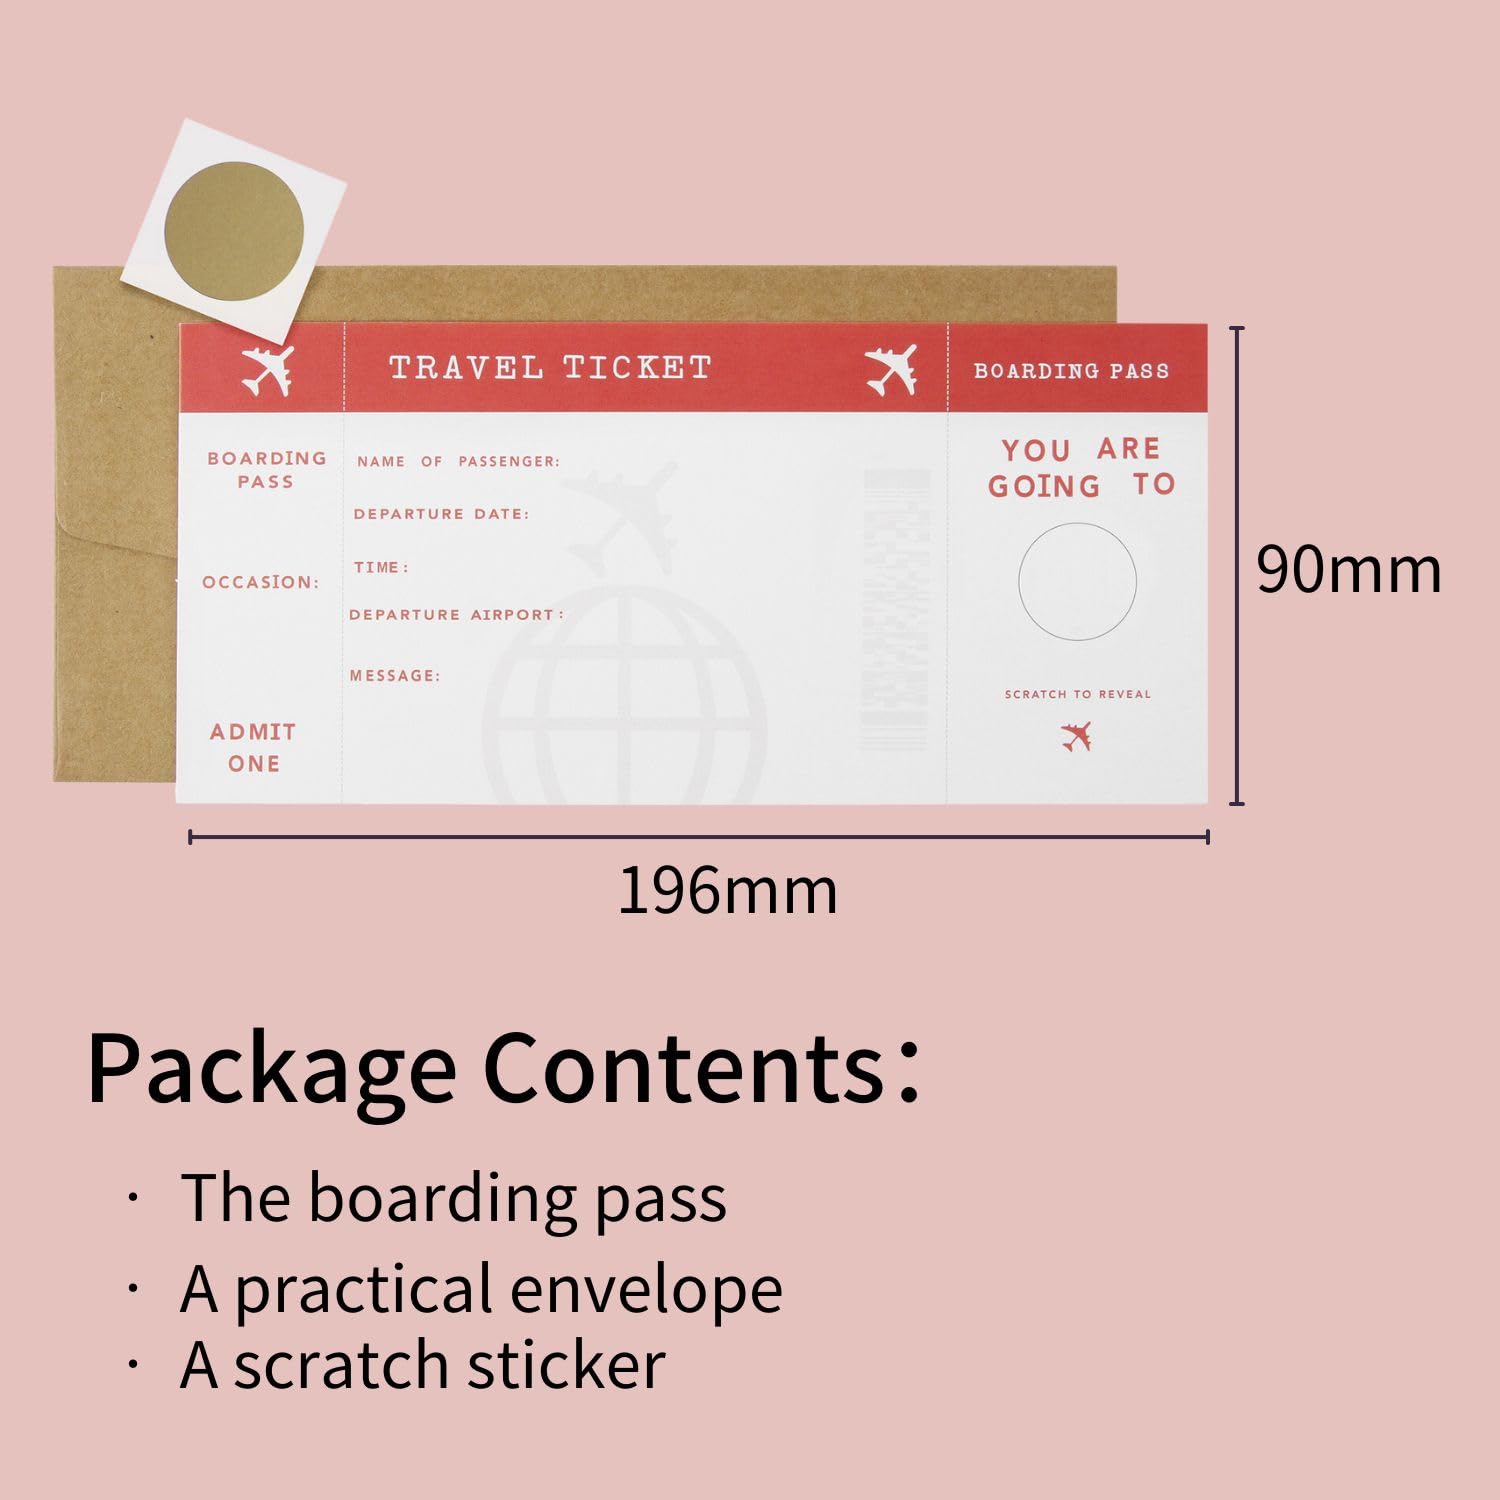 TRAVEL TICKET
BOARDING PASS
BOARDING
PASS
OCCASION:
ADMIT
ONE
NAME OF PASSENGER:
DEPARTURE DATE:
TIME:
DEPARTURE AIRPORT:
MESSAGE:
YOU ARE
GOING TO
SCRATCH TO REVEAL
90mm
196mm
Package Contents:
· The boarding pass
· A practical envelope
· A scratch sticker